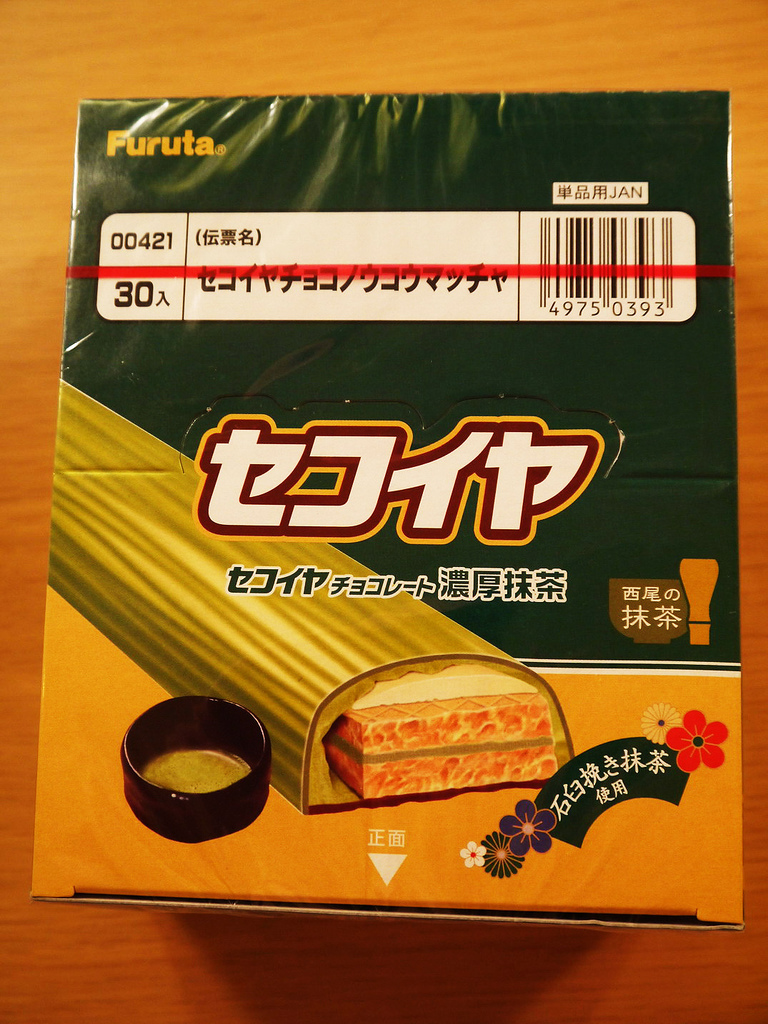 Furuta®
単品用JAN
00421
(伝票名)
30入
セコイヤチョコノウコウマッチャ
4975 0393
セコイヤ
セコイヤ チョコレート 濃厚抹茶
西尾の
抹茶
石臼挽き抹茶
使用
正面